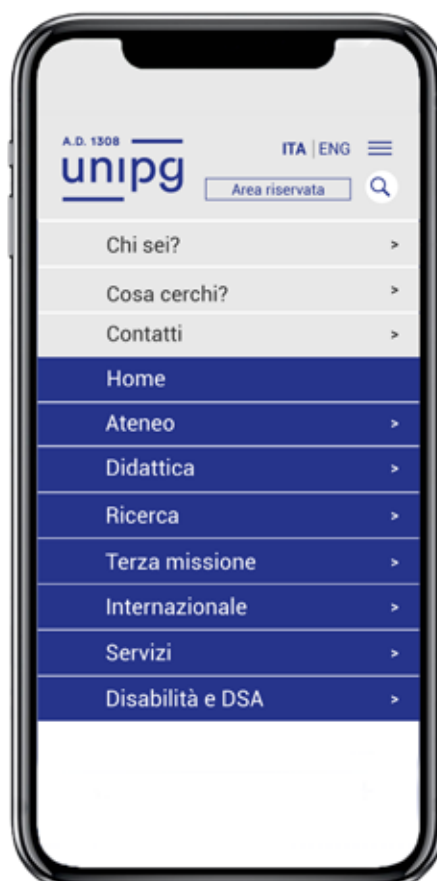 A.D. 1308
unipg
ITA | ENG
Area riservata
Chi sei? >
Cosa cerchi? >
Contatti >
Home
Ateneo >
Didattica >
Ricerca >
Terza missione >
Internazionale >
Servizi >
Disabilità e DSA >